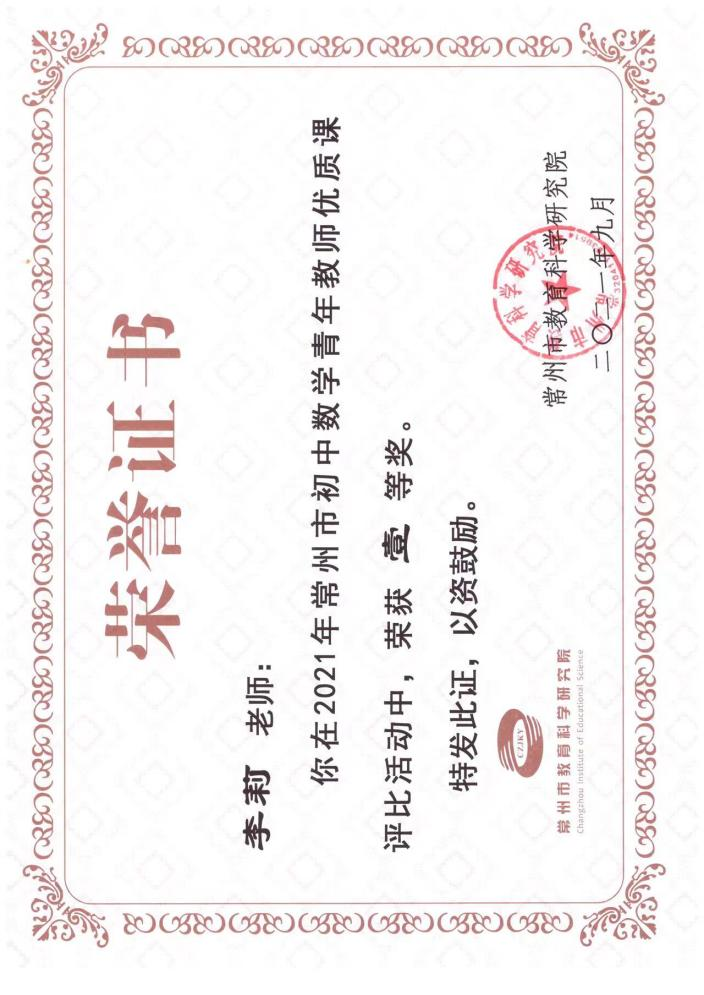 荣誉证书
李莉 老师：
你在2021年常州市初中数学青年教师优质课
评比活动中，荣获 壹 等奖。
特发此证，以资鼓励。
CZJKY
常州市教育科学研究院
Changzhou Institute of Educational Science
常州市教育科学研究院
二〇二一年九月